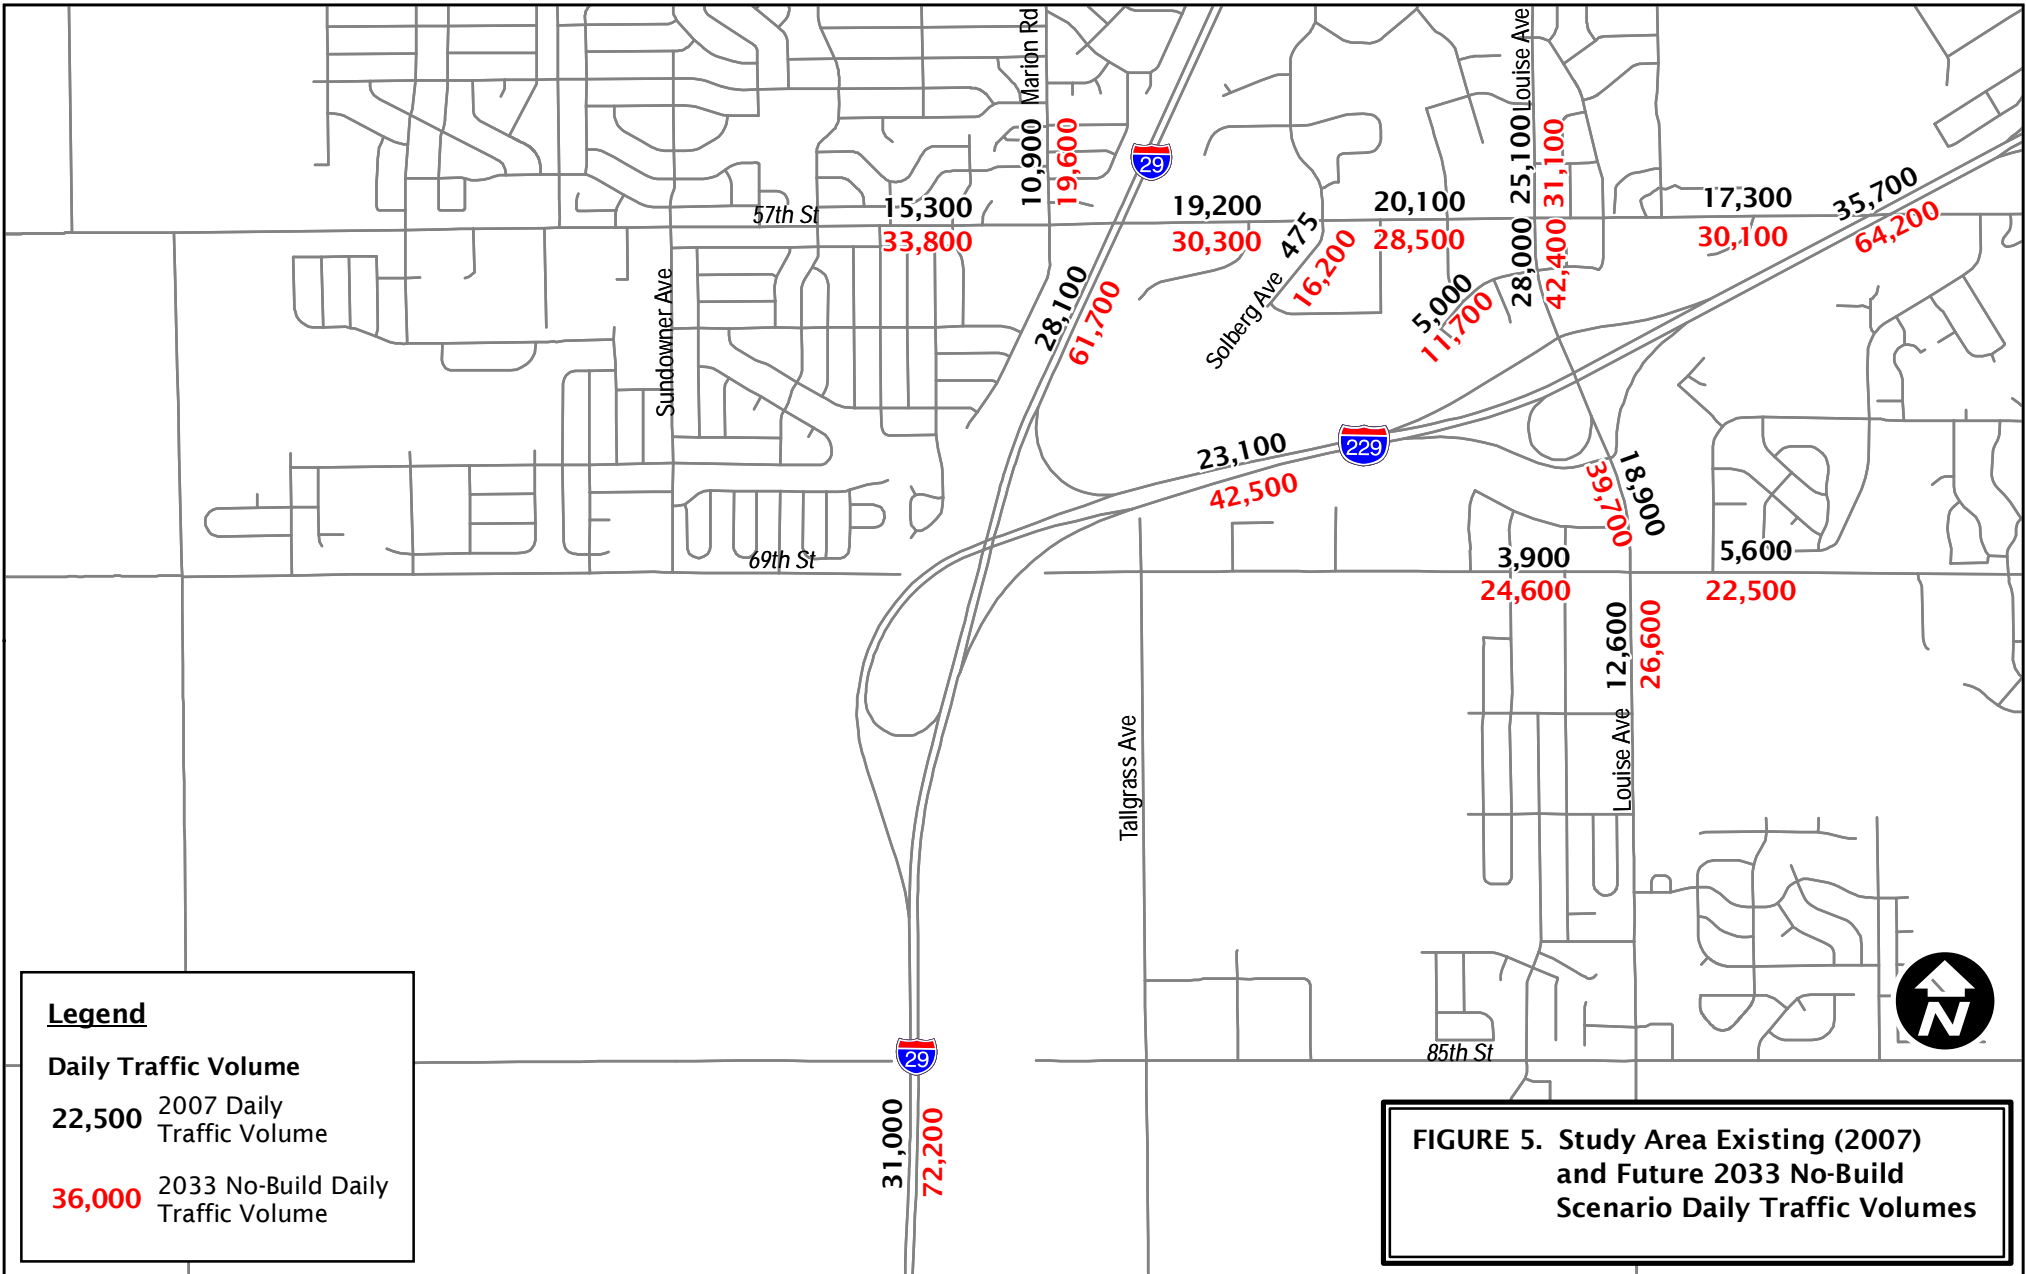 Marion Rd
Louise Ave
10,900
19,600
29
25,100
31,100
57th St
15,300
33,800
19,200
30,300
475
16,200
Solberg Ave
20,100
28,500
28,000
42,400
17,300
30,100
35,700
64,200
Sundowner Ave
28,100
61,700
5,000
11,700
23,100
42,500
229
18,900
39,700
69th St
3,900
24,600
5,600
22,500
12,600
26,600
Tallgrass Ave
Louise Ave
85th St
29
31,000
72,200
N
Legend
Daily Traffic Volume
22,500 2007 Daily
Traffic Volume
36,000 2033 No-Build Daily
Traffic Volume
FIGURE 5. Study Area Existing (2007)
and Future 2033 No-Build
Scenario Daily Traffic Volumes